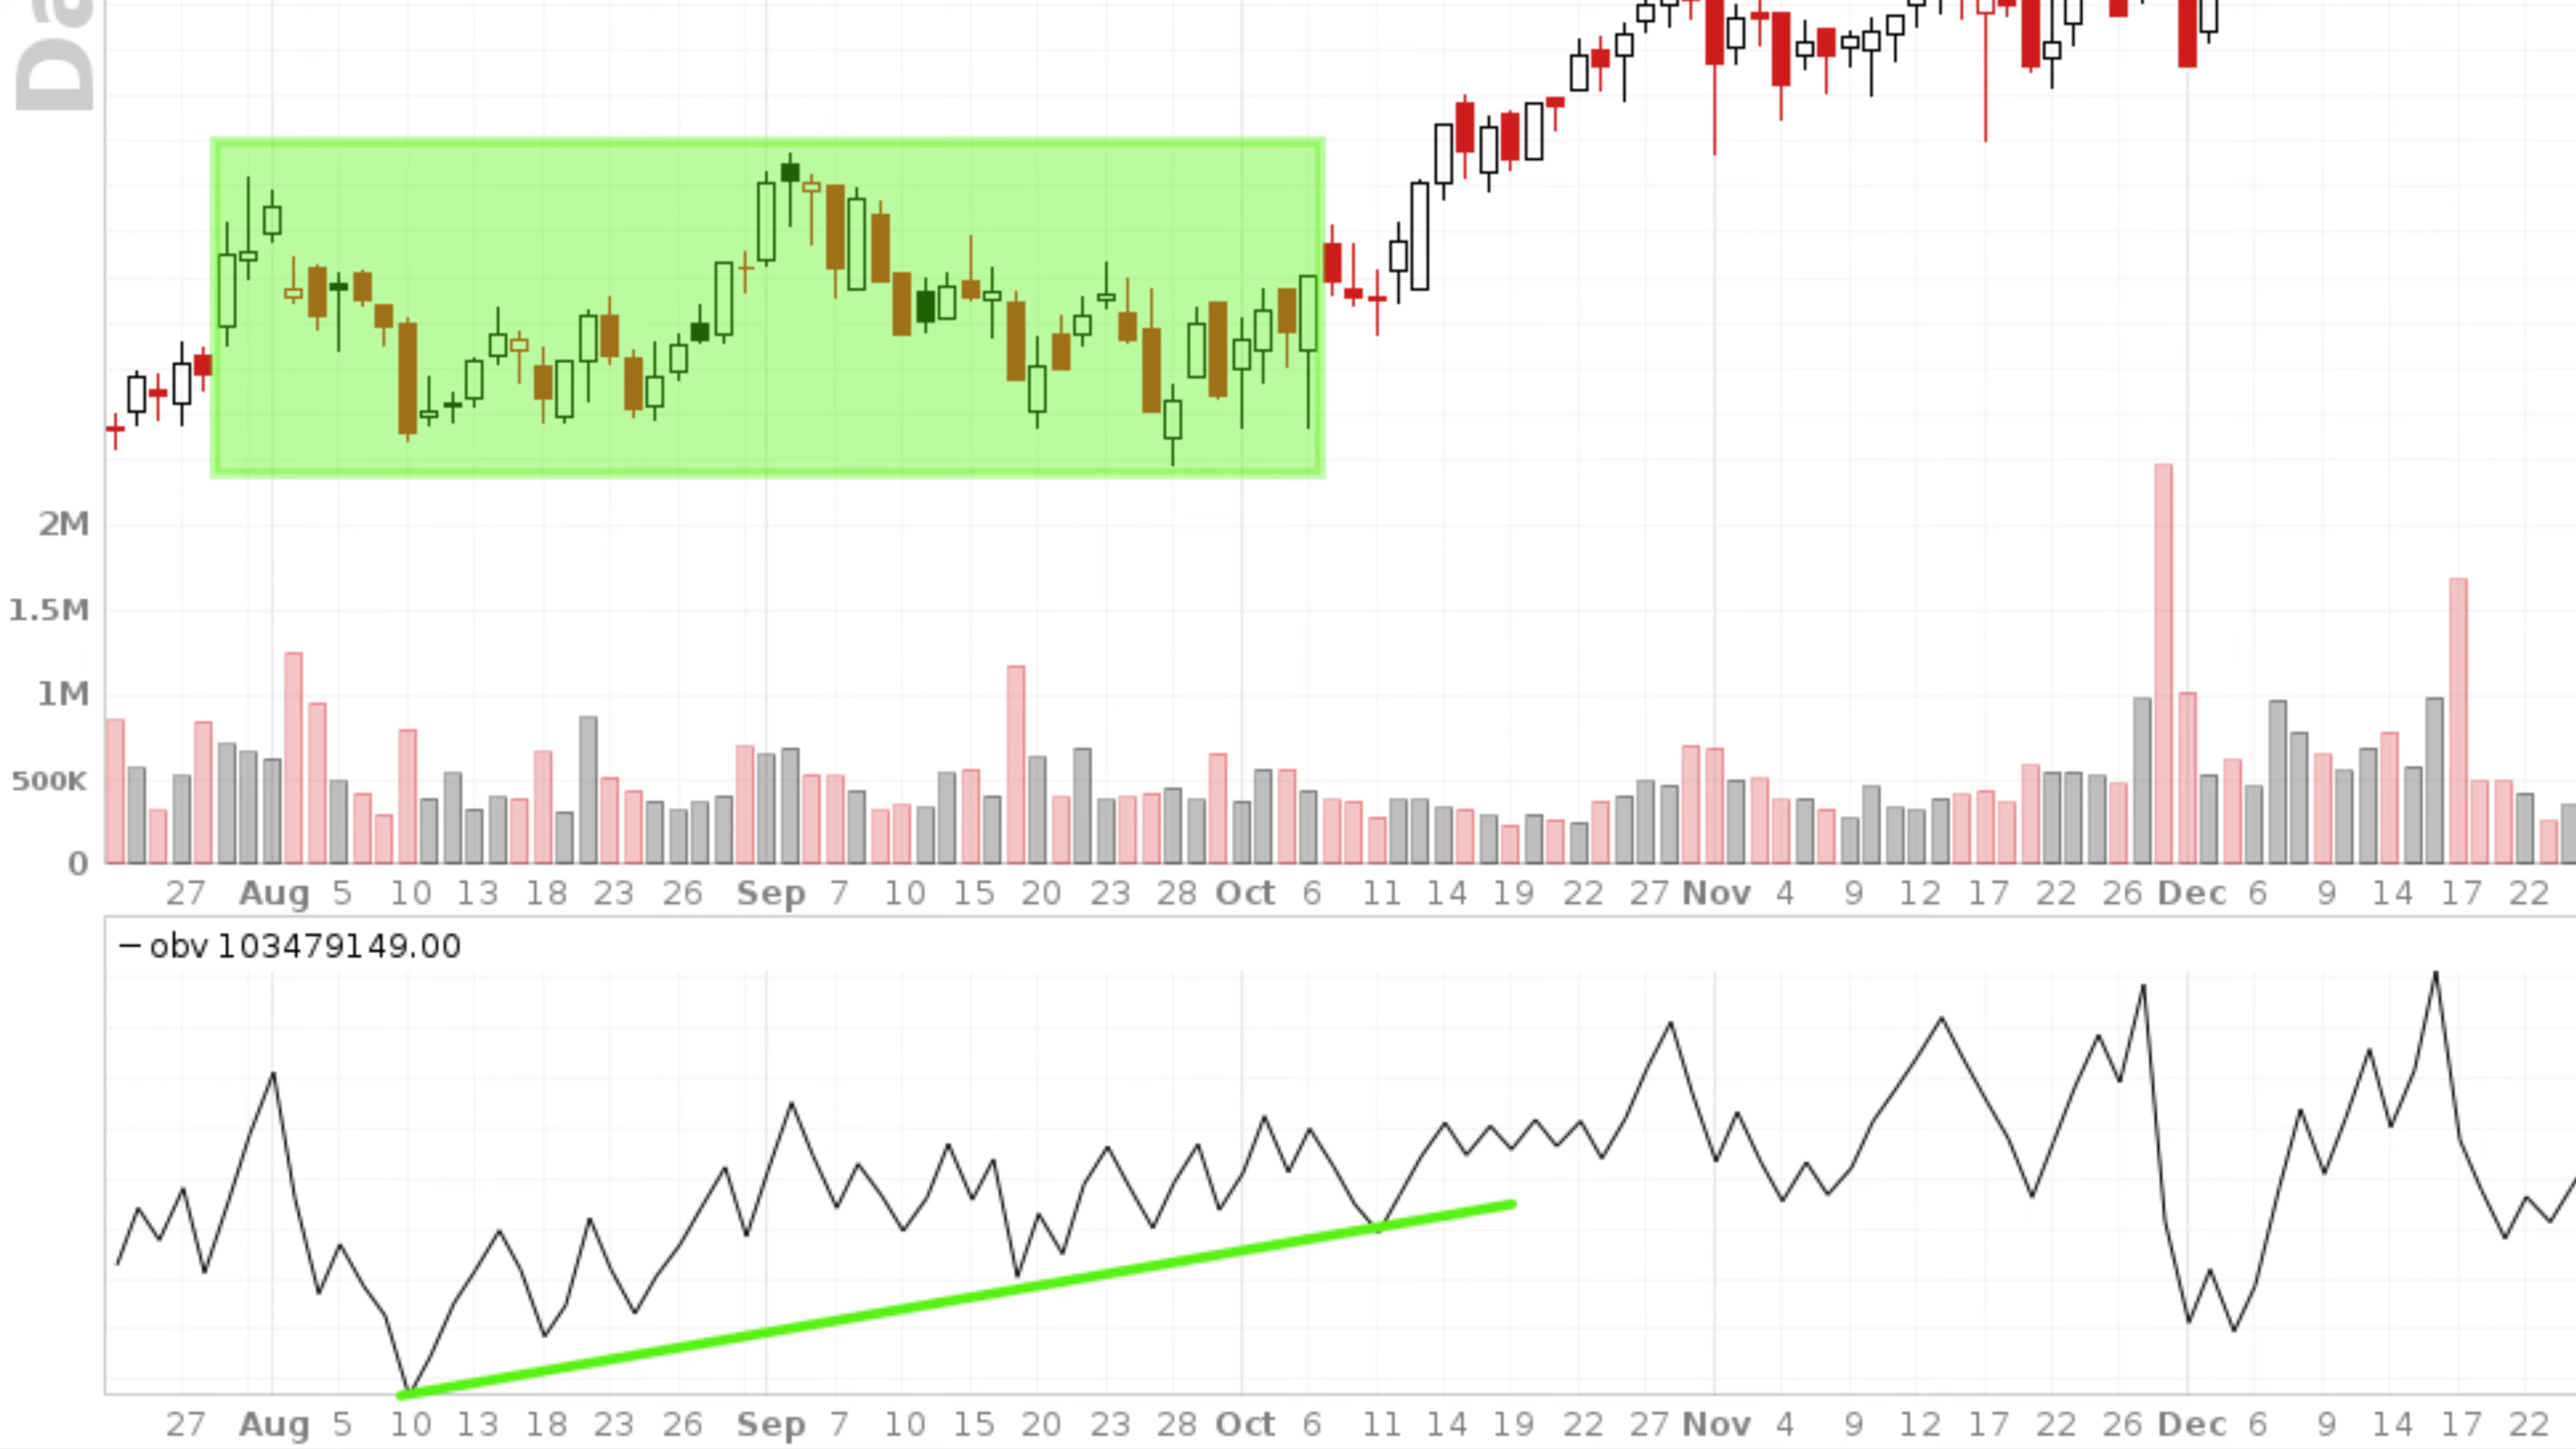 Da
2M
1.5M
1M
500K
0
27 Aug 5 10 13 18 23 26 Sep 7 10 15 20 23 28 Oct 6 11 14 19 22 27 Nov 4 9 12 17 22 26 Dec 6 9 14 17 22
— obv 103479149.00
27 Aug 5 10 13 18 23 26 Sep 7 10 15 20 23 28 Oct 6 11 14 19 22 27 Nov 4 9 12 17 22 26 Dec 6 9 14 17 22